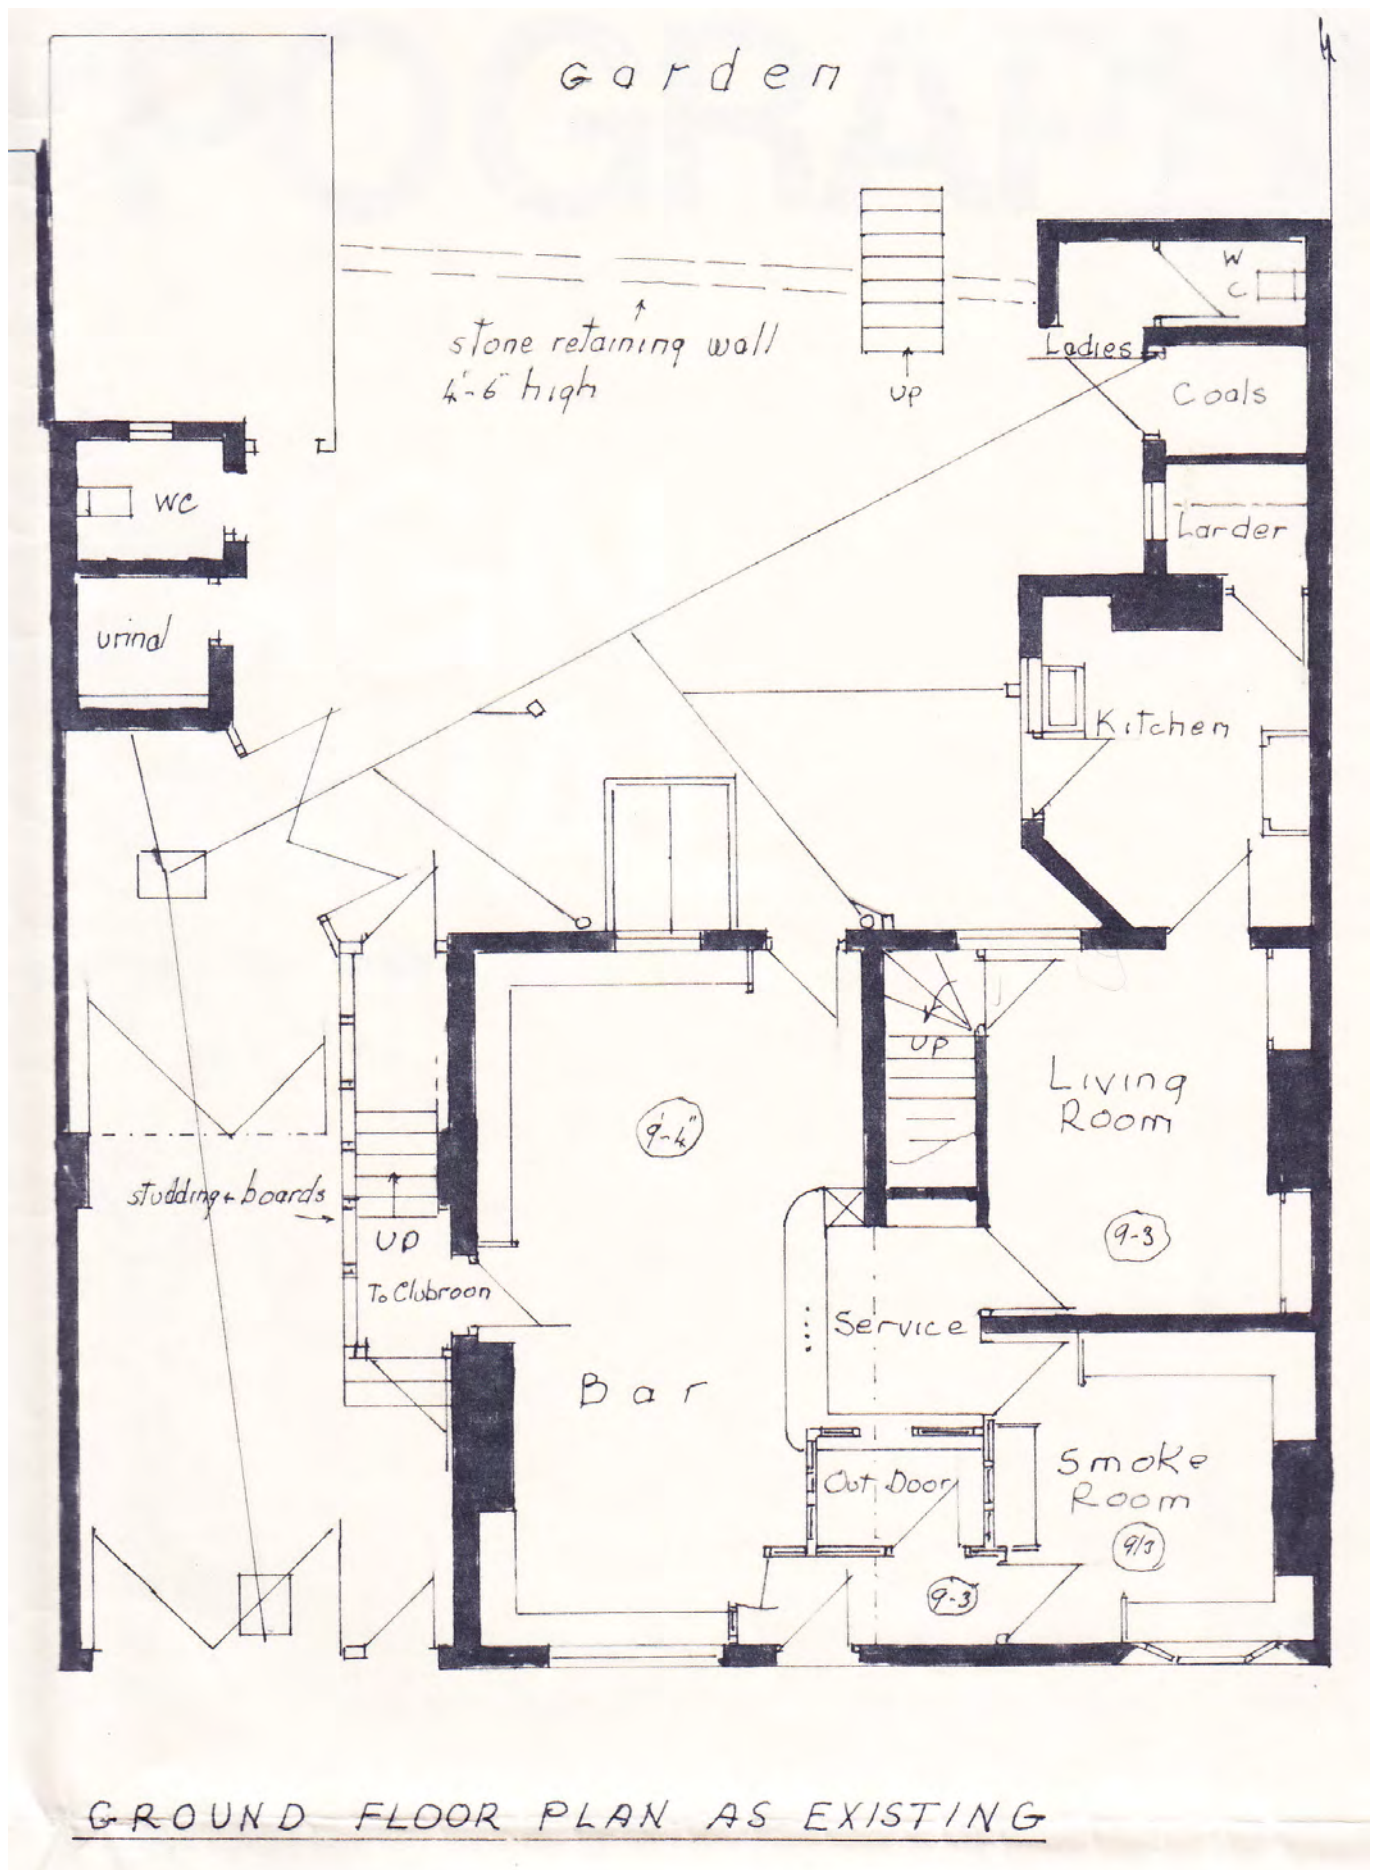 Garden
W
C
stone retaining wall
4'-6" high
Ladies
UP
Coals
WC
Larder
urinal
Kitchen
UP
Living
Room
9'-4"
studding + boards
9-3
UP
To Clubroon
Service
Bar
Smoke
Room
Out Door
9/3
9-3
GROUND FLOOR PLAN AS EXISTING